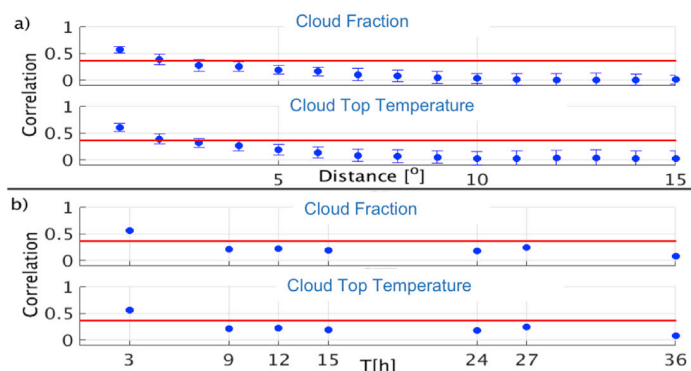 a)
Cloud Fraction
1
0.5
0
Cloud Top Temperature
1
0.5
0
Correlation
5
10
15
Distance [o]
b)
Cloud Fraction
1
0.5
0
Cloud Top Temperature
1
0.5
0
Correlation
3
9
12
15
24
27
36
T[h]